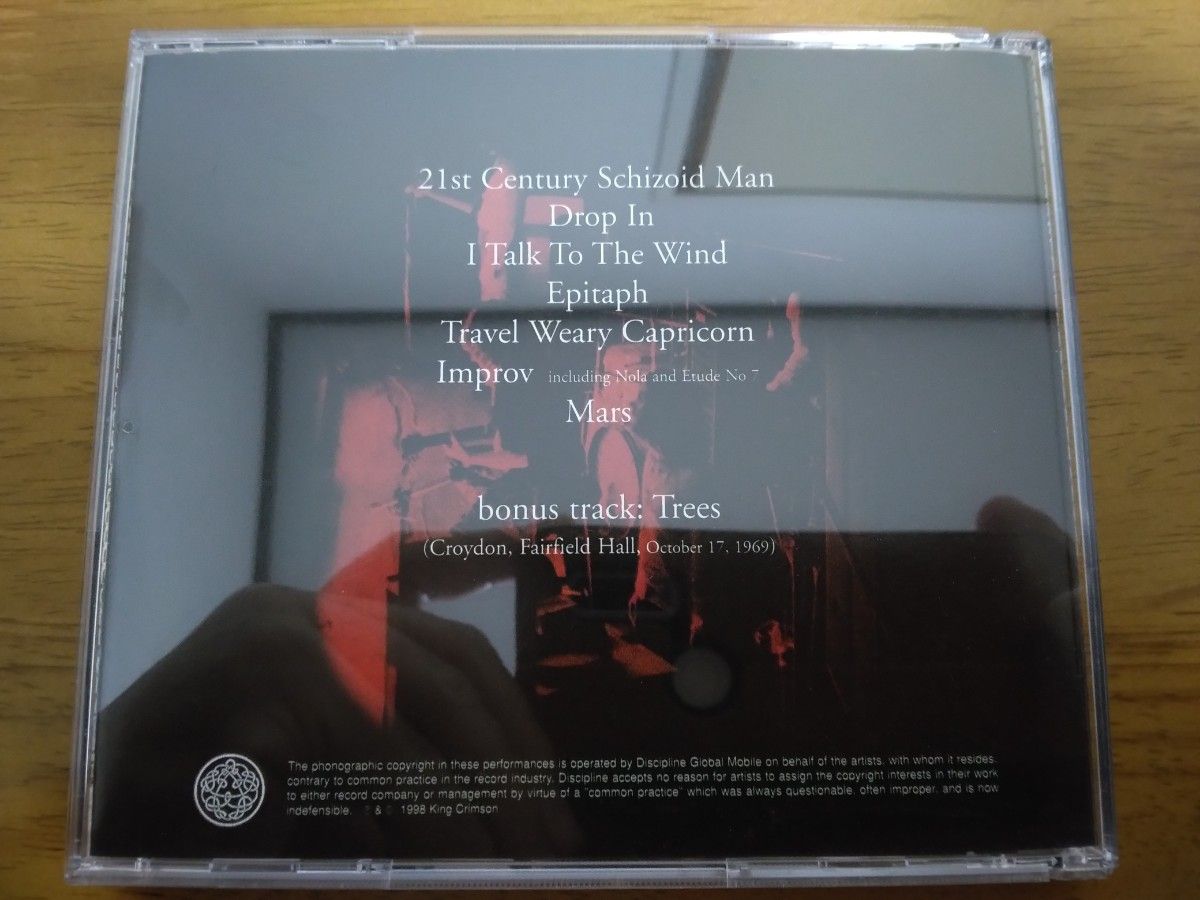 21st Century Schizoid Man
Drop In
I Talk To The Wind
Epitaph
Travel Weary Capricorn
Improv including Nola and Etude No 7
Mars
bonus track: Trees
(Croydon, Fairfield Hall, October 17, 1969)
The phonographic copyright in these performances is operated by Discipline Global Mobile on behalf of the artists, with whom it resides,
contrary to common practice in the record industry. Discipline accepts no reason for artists to assign the copyright interests in their work
to either record company or management by virtue of a "common practice" which was always questionable, often improper, and is now
indefensible. ℗ & © 1998 King Crimson